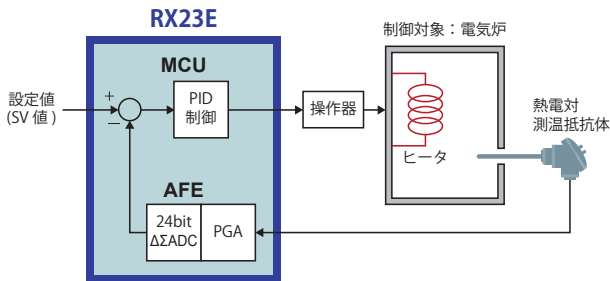 RX23E
MCU
設定値
(SV 値 )
+
−
PID
制御
操作器
制御対象：電気炉
ヒータ
熱電対
測温抵抗体
AFE
24bit
ΔΣADC
PGA